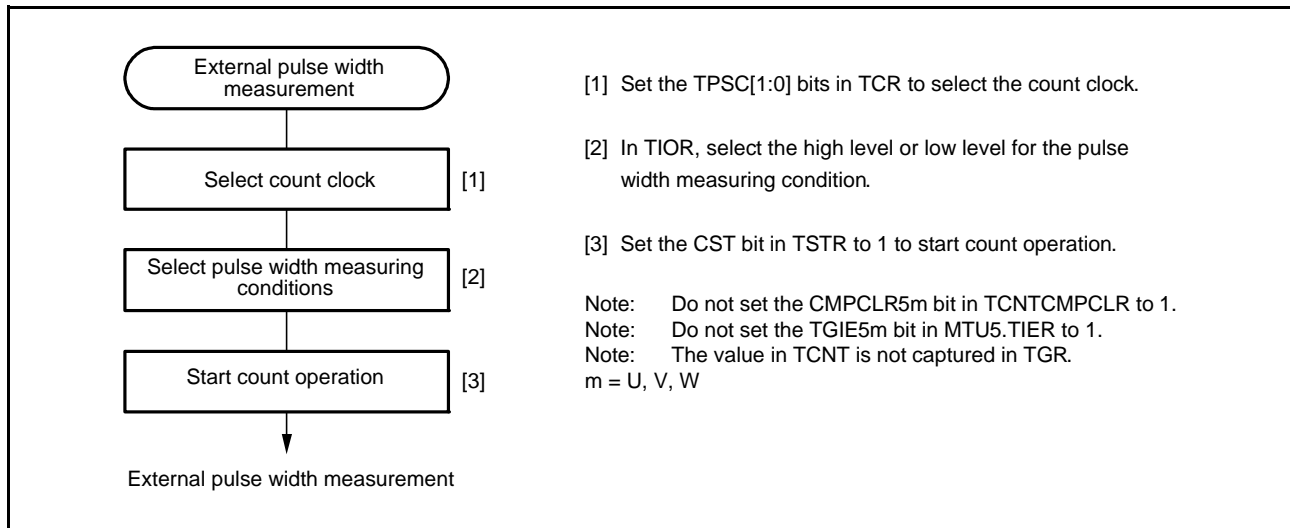 External pulse width
measurement
Select count clock
[1]
Select pulse width measuring
conditions
[2]
Start count operation
[3]
External pulse width measurement
[1] Set the TPSC[1:0] bits in TCR to select the count clock.
[2] In TIOR, select the high level or low level for the pulse
width measuring condition.
[3] Set the CST bit in TSTR to 1 to start count operation.
Note: Do not set the CMPCLR5m bit in TCNTCMPCLR to 1.
Note: Do not set the TGIE5m bit in MTU5.TIER to 1.
Note: The value in TCNT is not captured in TGR.
m = U, V, W